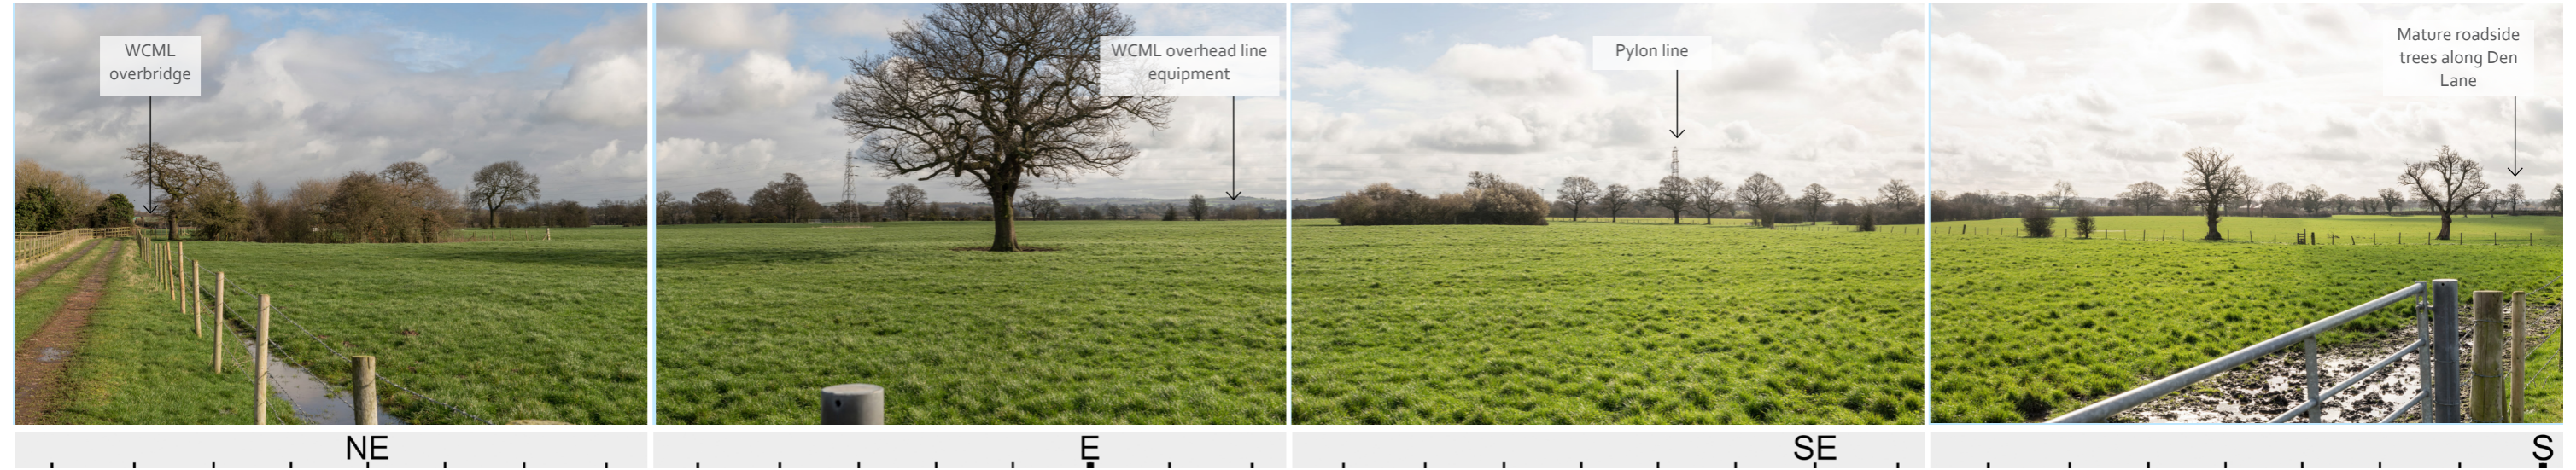 WCML
overbridge
WCML overhead line
equipment
Pylon line
Mature roadside
trees along Den
Lane
NE
E
SE
S